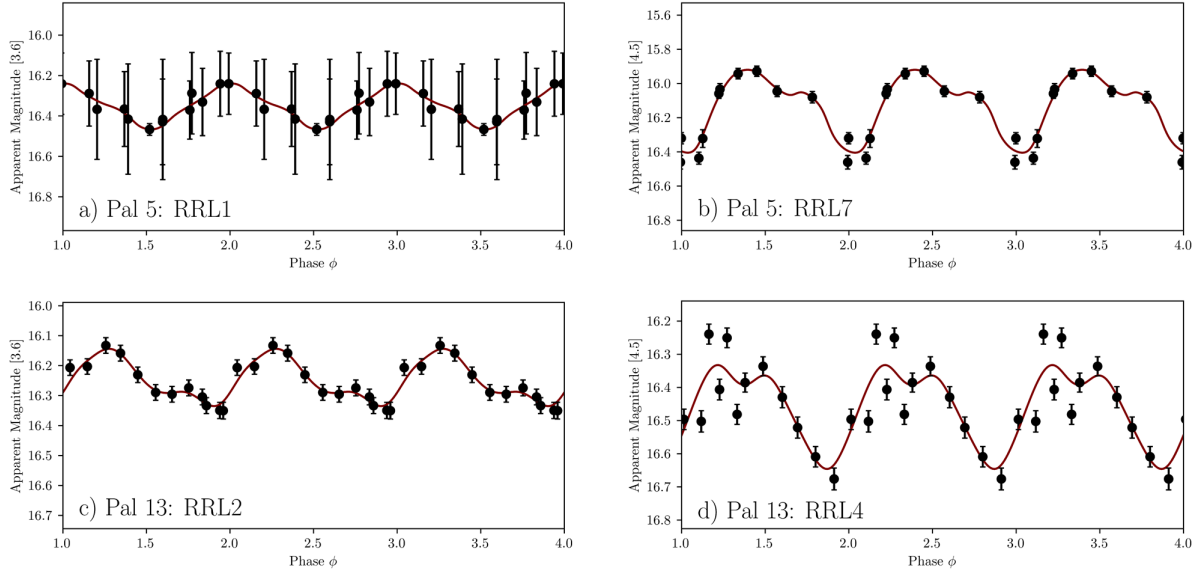 16.0
16.2
16.4
16.6
16.8
Apparent Magnitude [3.6]
a) Pal 5: RRL1
1.0 1.5 2.0 2.5 3.0 3.5 4.0
Phase ϕ
15.6
15.8
16.0
16.2
16.4
16.6
16.8
Apparent Magnitude [4.5]
b) Pal 5: RRL7
1.0 1.5 2.0 2.5 3.0 3.5 4.0
Phase ϕ
16.0
16.1
16.2
16.3
16.4
16.5
16.6
16.7
Apparent Magnitude [3.6]
c) Pal 13: RRL2
1.0 1.5 2.0 2.5 3.0 3.5 4.0
Phase ϕ
16.2
16.3
16.4
16.5
16.6
16.7
16.8
Apparent Magnitude [4.5]
d) Pal 13: RRL4
1.0 1.5 2.0 2.5 3.0 3.5 4.0
Phase ϕ